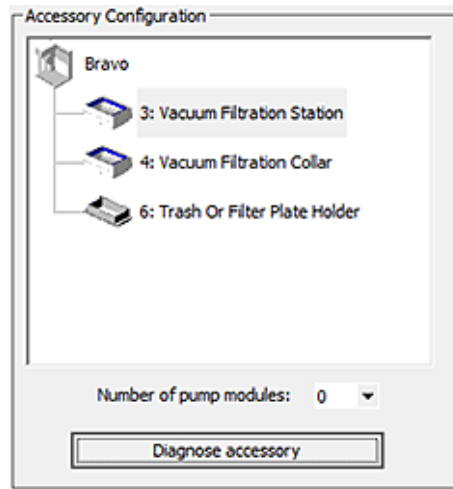 Accessory Configuration
Bravo
3: Vacuum Filtration Station
4: Vacuum Filtration Collar
6: Trash Or Filter Plate Holder
Number of pump modules: 0
Diagnose accessory